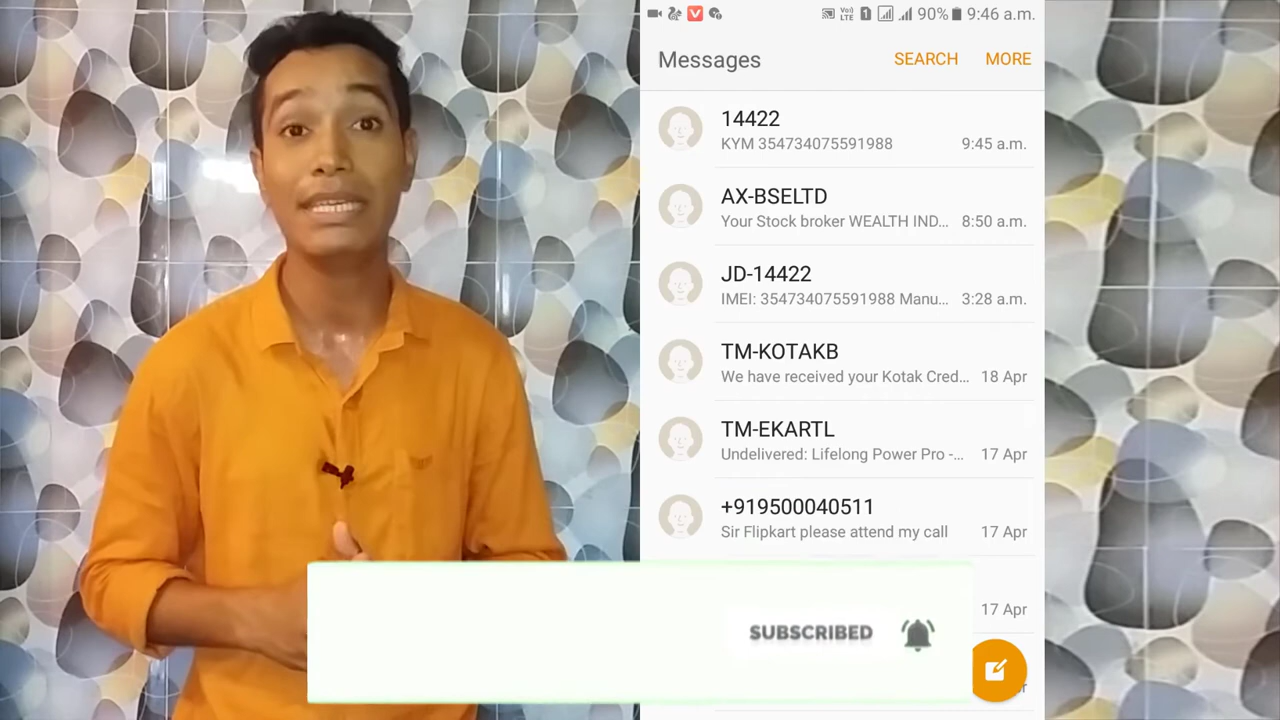 90% 9:46 a.m.
Messages SEARCH MORE
14422
KYM 354734075591988 9:45 a.m.
AX-BSELTD
Your Stock broker WEALTH IND... 8:50 a.m.
JD-14422
IMEI: 354734075591988 Manu... 3:28 a.m.
TM-KOTAKB
We have received your Kotak Cred... 18 Apr
TM-EKARTL
Undelivered: Lifelong Power Pro -... 17 Apr
+919500040511
Sir Flipkart please attend my call 17 Apr
17 Apr
SUBSCRIBED